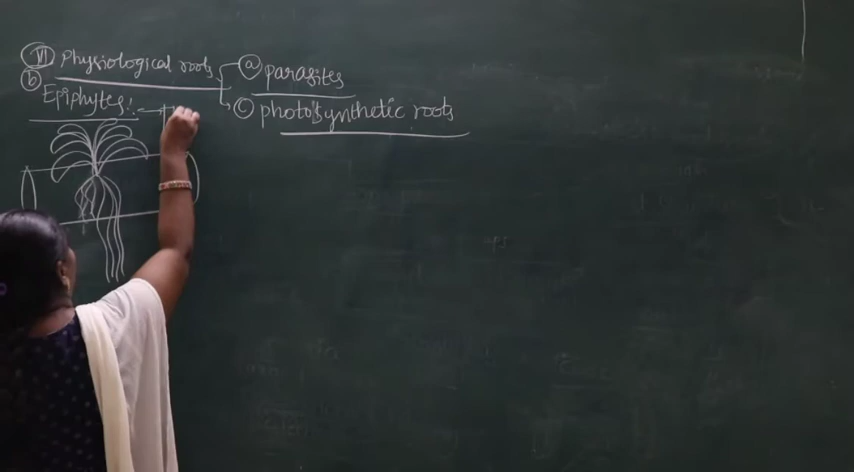 VI Physiological roots
a parasites
b Epiphytes:-
c photosynthetic roots